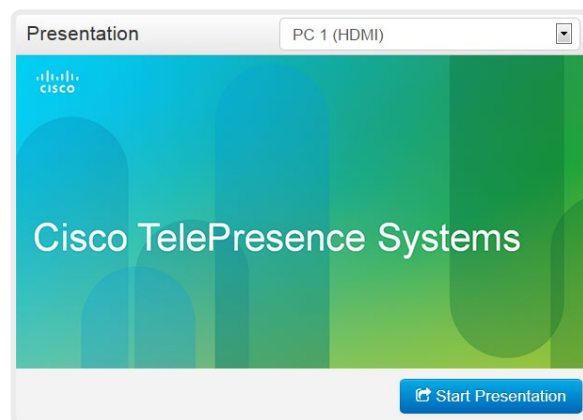 Presentation
PC 1 (HDMI)
CISCO
Cisco TelePresence Systems
Start Presentation